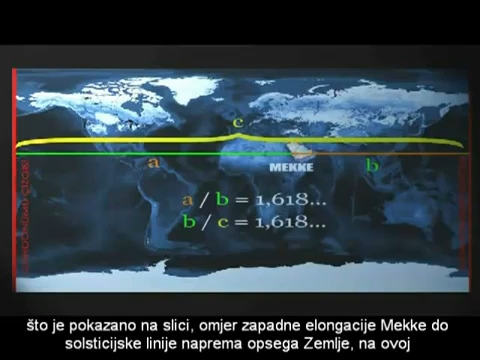 c
a
b
MEKKE
a / b = 1,618...
b / c = 1,618...
što je pokazano na slici, omjer zapadne elongacije Mekke do
solsticijske linije naprema opsega Zemlje, na ovoj